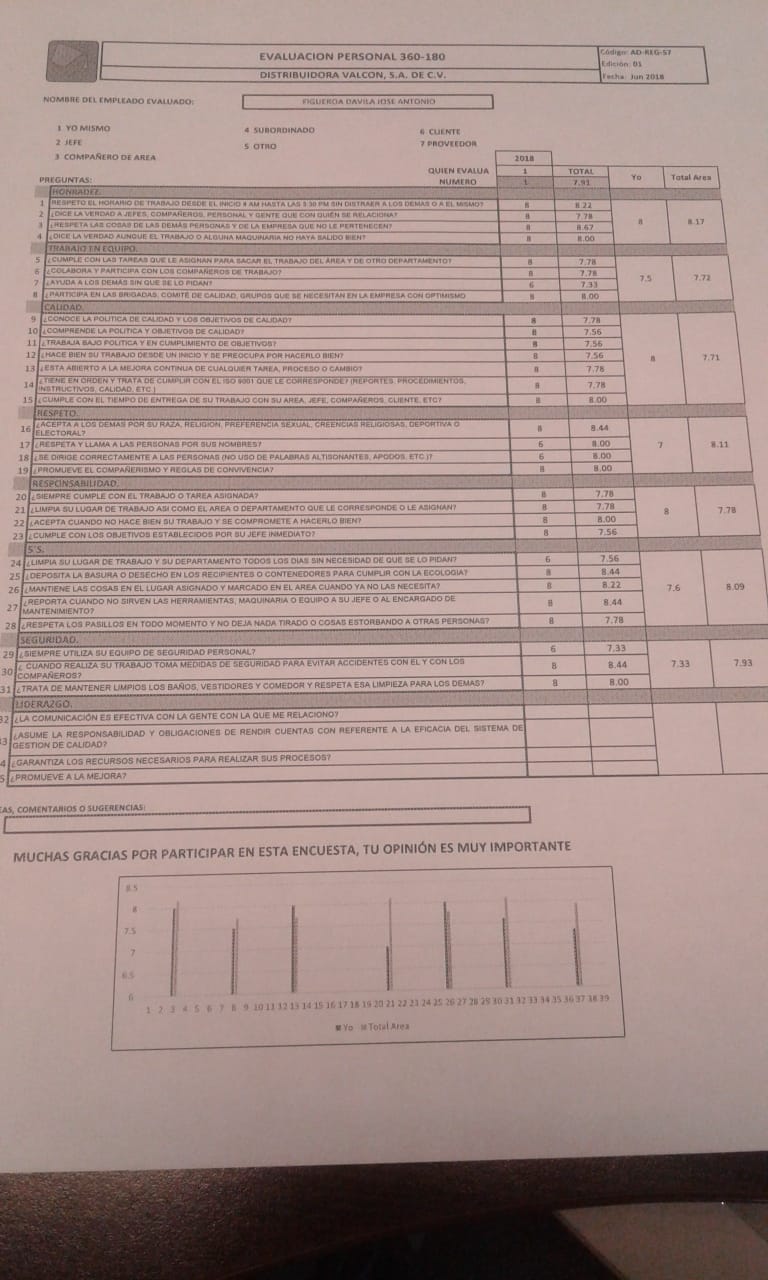 EVALUACION PERSONAL 360-180
DISTRIBUIDORA VALCON, S.A. DE C.V.
Código: AD-REG-57
Edición: 01
Fecha: Jun 2018
NOMBRE DEL EMPLEADO EVALUADO: FIGUEROA DAVILA JOSE ANTONIO
1 YO MISMO 4 SUBORDINADO 6 CLIENTE
2 JEFE 5 OTRO 7 PROVEEDOR
3 COMPAÑERO DE AREA 2018
QUIEN EVALUA 1 TOTAL Yo Total Area
PREGUNTAS: NUMERO 1 7.91
HONRADEZ. 8 8.17
1 RESPETO EL HORARIO DE TRABAJO DESDE EL INICIO 8 AM HASTA LAS 5:30 PM SIN DISTRAER A LOS DEMAS O A EL MISMO? 8 8.22
2 ¿DICE LA VERDAD A JEFES, COMPAÑEROS, PERSONAL Y GENTE QUE CON QUIÉN SE RELACIONA? 8 7.78
3 ¿RESPETA LAS COSAS DE LAS DEMÁS PERSONAS Y DE LA EMPRESA QUE NO LE PERTENECEN? 8 8.67
4 ¿DICE LA VERDAD AUNQUE EL TRABAJO O ALGUNA MAQUINARIA NO HAYA SALIDO BIEN? 8 8.00
TRABAJO EN EQUIPO. 7.5 7.72
5 ¿CUMPLE CON LAS TAREAS QUE LE ASIGNAN PARA SACAR EL TRABAJO DEL ÁREA Y DE OTRO DEPARTAMENTO? 8 7.78
6 ¿COLABORA Y PARTICIPA CON LOS COMPAÑEROS DE TRABAJO? 8 7.78
7 ¿AYUDA A LOS DEMÁS SIN QUE SE LO PIDAN? 6 7.33
8 ¿PARTICIPA EN LAS BRIGADAS, COMITÉ DE CALIDAD, GRUPOS QUE SE NECESITAN EN LA EMPRESA CON OPTIMISMO 8 8.00
CALIDAD. 8 7.71
9 ¿CONOCE LA POLITICA DE CALIDAD Y LOS OBJETIVOS DE CALIDAD? 8 7.78
10 ¿COMPRENDE LA POLITICA Y OBJETIVOS DE CALIDAD? 8 7.56
11 ¿TRABAJA BAJO POLITICA Y EN CUMPLIMIENTO DE OBJETIVOS? 8 7.56
12 ¿HACE BIEN SU TRABAJO DESDE UN INICIO Y SE PREOCUPA POR HACERLO BIEN? 8 7.56
13 ¿ESTA ABIERTO A LA MEJORA CONTINUA DE CUALQUIER TAREA, PROCESO O CAMBIO? 8 7.78
14 ¿TIENE EN ORDEN Y TRATA DE CUMPLIR CON EL ISO 9001 QUE LE CORRESPONDE? (REPORTES, PROCEDIMIENTOS,
INSTRUCTIVOS, CALIDAD, ETC.) 8 7.78
15 ¿CUMPLE CON EL TIEMPO DE ENTREGA DE SU TRABAJO CON SU AREA, JEFE, COMPAÑEROS, CLIENTE, ETC? 8 8.00
RESPETO. 7 8.11
16 ¿ACEPTA A LOS DEMAS POR SU RAZA, RELIGION, PREFERENCIA SEXUAL, CREENCIAS RELIGIOSAS, DEPORTIVA O
ELECTORAL? 8 8.44
17 ¿RESPETA Y LLAMA A LAS PERSONAS POR SUS NOMBRES? 6 8.00
18 ¿SE DIRIGE CORRECTAMENTE A LAS PERSONAS (NO USO DE PALABRAS ALTISONANTES, APODOS, ETC.)? 6 8.00
19 ¿PROMUEVE EL COMPAÑERISMO Y REGLAS DE CONVIVENCIA? 8 8.00
RESPONSABILIDAD. 8 7.78
20 ¿SIEMPRE CUMPLE CON EL TRABAJO O TAREA ASIGNADA? 8 7.78
21 ¿LIMPIA SU LUGAR DE TRABAJO ASI COMO EL AREA O DEPARTAMENTO QUE LE CORRESPONDE O LE ASIGNAN? 8 7.78
22 ¿ACEPTA CUANDO NO HACE BIEN SU TRABAJO Y SE COMPROMETE A HACERLO BIEN? 8 8.00
23 ¿CUMPLE CON LOS OBJETIVOS ESTABLECIDOS POR SU JEFE INMEDIATO? 8 7.56
5'S. 7.6 8.09
24 ¿LIMPIA SU LUGAR DE TRABAJO Y SU DEPARTAMENTO TODOS LOS DIAS SIN NECESIDAD DE QUE SE LO PIDAN? 6 7.56
25 ¿DEPOSITA LA BASURA O DESECHO EN LOS RECIPIENTES O CONTENEDORES PARA CUMPLIR CON LA ECOLOGIA? 8 8.44
26 ¿MANTIENE LAS COSAS EN EL LUGAR ASIGNADO Y MARCADO EN EL AREA CUANDO YA NO LAS NECESITA? 8 8.22
27 ¿REPORTA CUANDO NO SIRVEN LAS HERRAMIENTAS, MAQUINARIA O EQUIPO A SU JEFE O AL ENCARGADO DE
MANTENIMIENTO? 8 8.44
28 ¿RESPETA LOS PASILLOS EN TODO MOMENTO Y NO DEJA NADA TIRADO O COSAS ESTORBANDO A OTRAS PERSONAS? 8 7.78
SEGURIDAD. 7.33 7.93
29 ¿SIEMPRE UTILIZA SU EQUIPO DE SEGURIDAD PERSONAL? 6 7.33
30 ¿ CUANDO REALIZA SU TRABAJO TOMA MEDIDAS DE SEGURIDAD PARA EVITAR ACCIDENTES CON EL Y CON LOS
COMPAÑEROS? 8 8.44
31 ¿TRATA DE MANTENER LIMPIOS LOS BAÑOS, VESTIDORES Y COMEDOR Y RESPETA ESA LIMPIEZA PARA LOS DEMAS? 8 8.00
LIDERAZGO.
32 ¿LA COMUNICACIÓN ES EFECTIVA CON LA GENTE CON LA QUE ME RELACIONO?
3 ¿ASUME LA RESPONSABILIDAD Y OBLIGACIONES DE RENDIR CUENTAS CON REFERENTE A LA EFICACIA DEL SISTEMA DE
GESTION DE CALIDAD?
4 ¿GARANTIZA LOS RECURSOS NECESARIOS PARA REALIZAR SUS PROCESOS?
5 ¿PROMUEVE A LA MEJORA?
EAS, COMENTARIOS O SUGERENCIAS:
MUCHAS GRACIAS POR PARTICIPAR EN ESTA ENCUESTA, TU OPINIÓN ES MUY IMPORTANTE
8.5
8
7.5
7
6.5
6
1 2 3 4 5 6 7 8 9 10 11 12 13 14 15 16 17 18 19 20 21 22 23 24 25 26 27 28 29 30 31 32 33 34 35 36 37 38 39
Yo Total Area